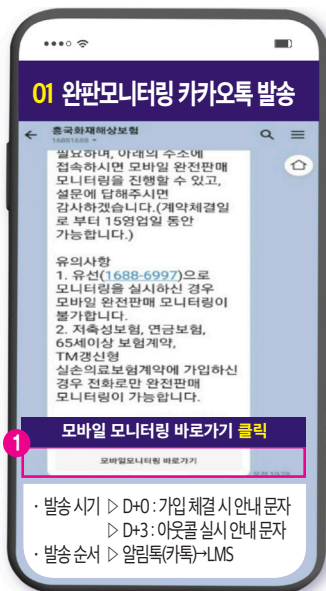 01 완판모니터링 카카오톡 발송
흥국화재해상보험
16881688
필요하며, 아래의 주소에
접속하시면 모바일 완전판매
모니터링을 진행할 수 있고,
설문에 답해주시면
감사하겠습니다.(계약체결일
로 부터 15영업일 동안
가능합니다.)
유의사항
1. 유선(1688-6997)으로
모니터링을 실시하신 경우
모바일 완전판매 모니터링이
불가합니다.
2. 저축성보험, 연금보험,
65세이상 보험계약,
TM갱신형
실손의료보험계약에 가입하신
경우 전화로만 완전판매
모니터링이 가능합니다.
모바일 모니터링 바로가기 클릭
1
모바일모니터링 바로가기
· 발송 시기 ▷ D+0 : 가입 체결 시 안내 문자
▷ D+3 : 아웃콜 실시 안내 문자
· 발송 순서 ▷ 알림톡(카톡)→LMS